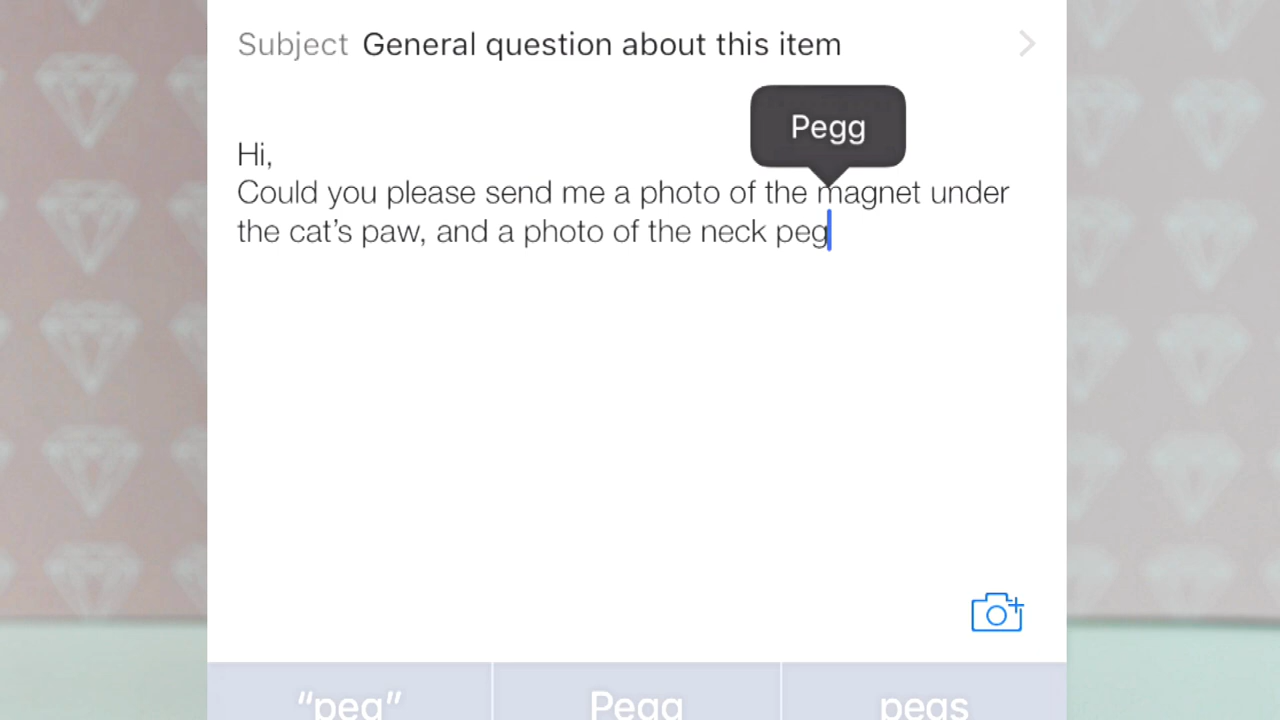 Subject General question about this item
Pegg
Hi,
Could you please send me a photo of the magnet under
the cat’s paw, and a photo of the neck peg
“peg” Pegg pegs